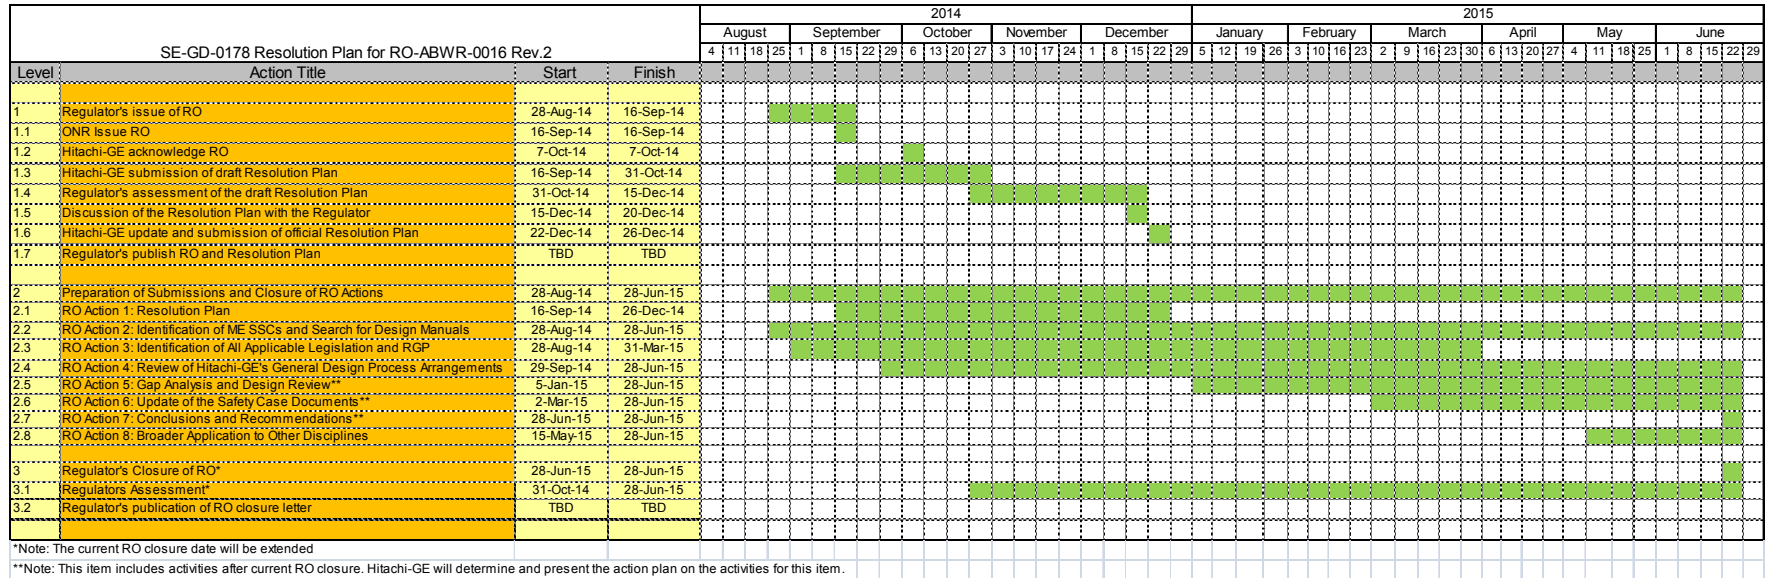 2014 2015
August September October November December January February March April May June
SE-GD-0178 Resolution Plan for RO-ABWR-0016 Rev.2 4 11 18 25 1 8 15 22 29 6 13 20 27 3 10 17 24 1 8 15 22 29 5 12 19 26 3 10 16 23 2 9 16 23 30 6 13 20 27 4 11 18 25 1 8 15 22 29
Level Action Title Start Finish
1 Regulator's issue of RO 28-Aug-14 16-Sep-14
1.1 ONR Issue RO 16-Sep-14 16-Sep-14
1.2 Hitachi-GE acknowledge RO 7-Oct-14 7-Oct-14
1.3 Hitachi-GE submission of draft Resolution Plan 16-Sep-14 31-Oct-14
1.4 Regulator's assessment of the draft Resolution Plan 31-Oct-14 15-Dec-14
1.5 Discussion of the Resolution Plan with the Regulator 15-Dec-14 20-Dec-14
1.6 Hitachi-GE update and submission of official Resolution Plan 22-Dec-14 26-Dec-14
1.7 Regulator's publish RO and Resolution Plan TBD TBD
2 Preparation of Submissions and Closure of RO Actions 28-Aug-14 28-Jun-15
2.1 RO Action 1: Resolution Plan 16-Sep-14 26-Dec-14
2.2 RO Action 2: Identification of ME SSCs and Search for Design Manuals 28-Aug-14 28-Jun-15
2.3 RO Action 3: Identification of All Applicable Legislation and RGP 28-Aug-14 31-Mar-15
2.4 RO Action 4: Review of Hitachi-GE's General Design Process Arrangements 29-Sep-14 28-Jun-15
2.5 RO Action 5: Gap Analysis and Design Review** 5-Jan-15 28-Jun-15
2.6 RO Action 6: Update of the Safety Case Documents** 2-Mar-15 28-Jun-15
2.7 RO Action 7: Conclusions and Recommendations** 28-Jun-15 28-Jun-15
2.8 RO Action 8: Broader Application to Other Disciplines 15-May-15 28-Jun-15
3 Regulator's Closure of RO* 28-Jun-15 28-Jun-15
3.1 Regulators Assessment* 31-Oct-14 28-Jun-15
3.2 Regulator's publication of RO closure letter TBD TBD
*Note: The current RO closure date will be extended
**Note: This item includes activities after current RO closure. Hitachi-GE will determine and present the action plan on the activities for this item.